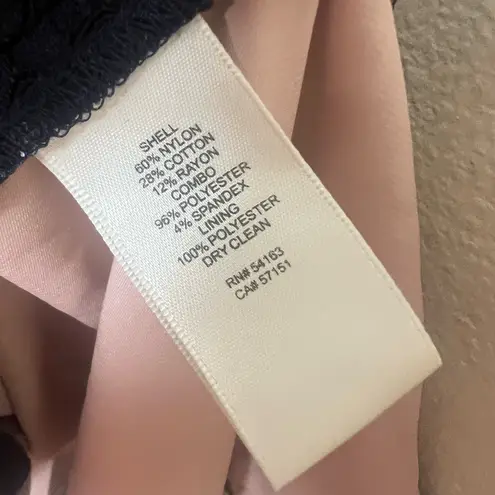 SHELL
60% NYLON
28% COTTON
12% RAYON
COMBO
96% POLYESTER
4% SPANDEX
LINING
100% POLYESTER
DRY CLEAN
RN# 54163
CA# 57151